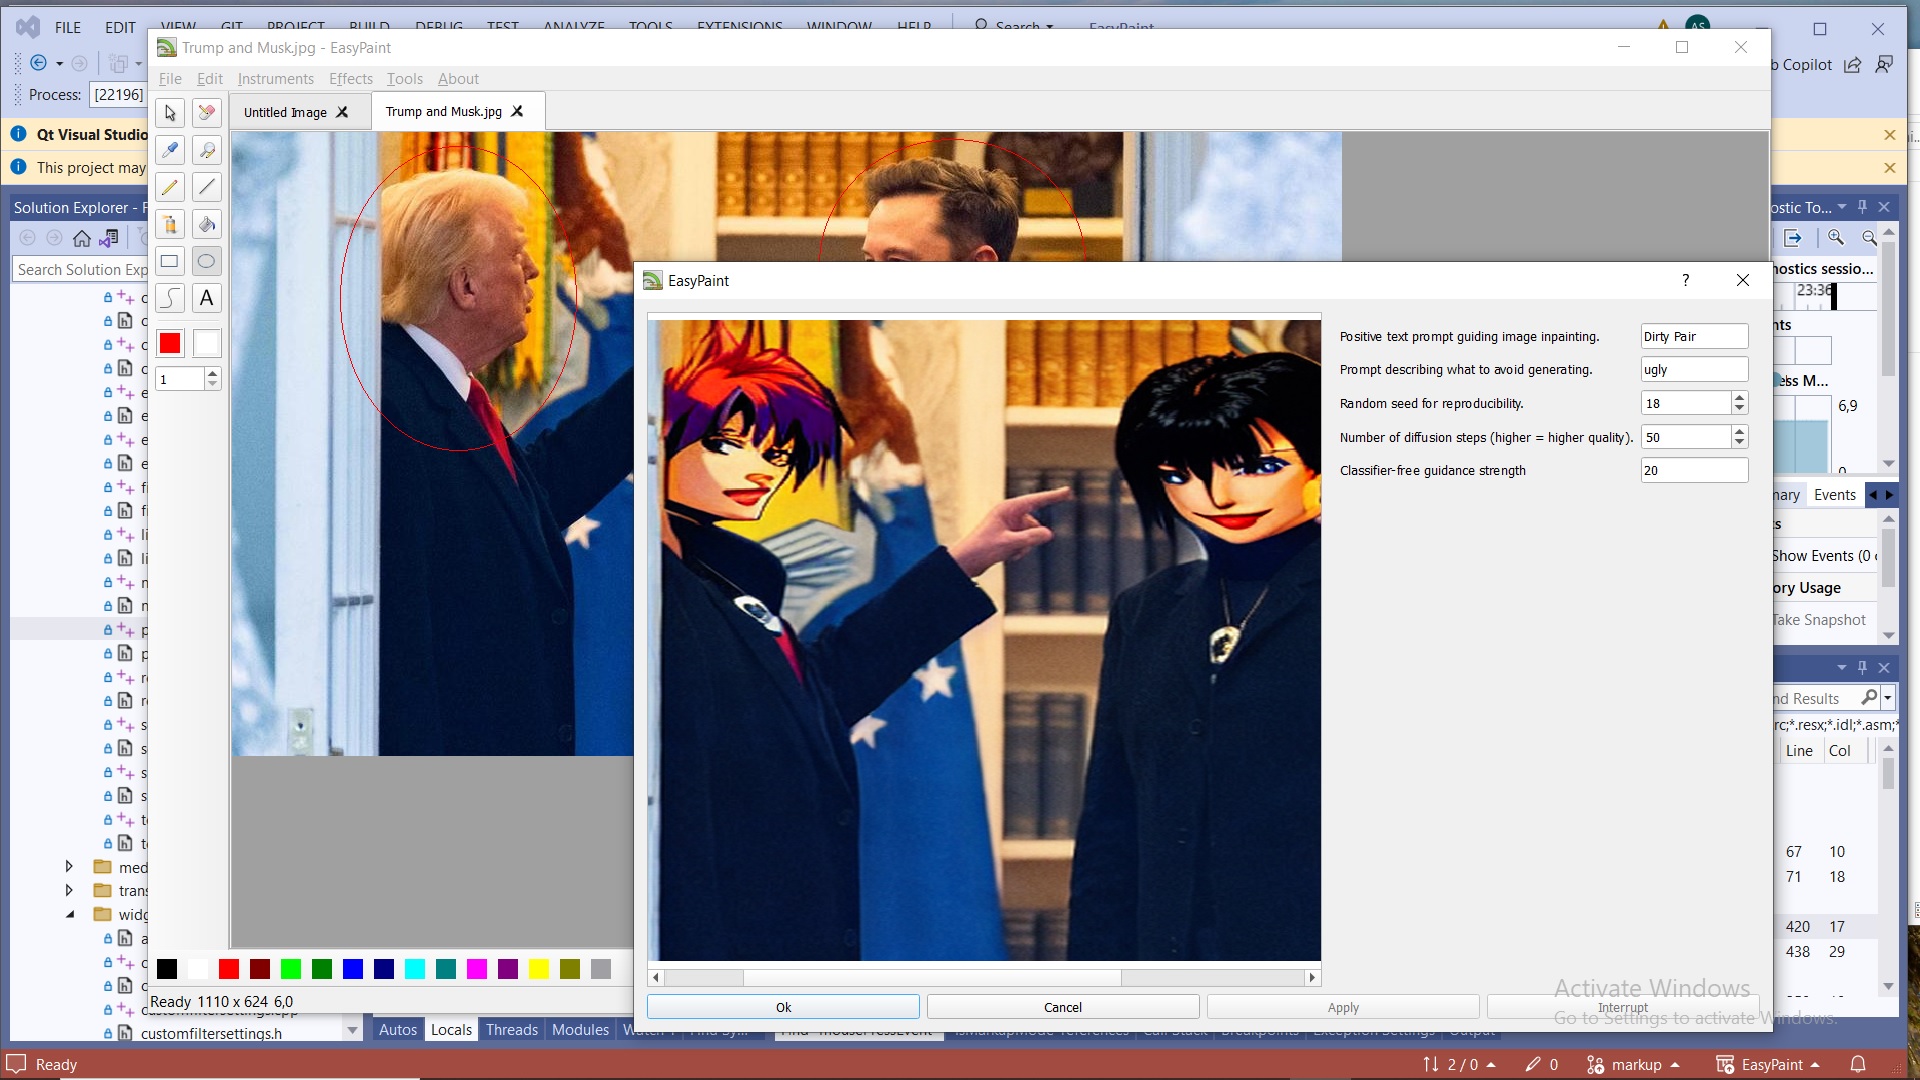 FILE EDIT VIEW GIT PROJECT BUILD DEBUG TEST ANALYZE TOOLS EXTENSIONS WINDOW HELP Search EasyPaint AS
Trump and Musk.jpg - EasyPaint
File Edit Instruments Effects Tools About
Copilot
Process: [22196]
Untitled Image
Trump and Musk.jpg
Qt Visual Studio
This project may
Solution Explorer -
ostic To...
Search Solution Exp
nostics sessio...
23:36
EasyPaint
?
1
Positive text prompt guiding image inpainting. Dirty Pair
Prompt describing what to avoid generating. ugly
Random seed for reproducibility. 18
Number of diffusion steps (higher = higher quality). 50
Classifier-free guidance strength 20
6,9
0
Events
Show Events (0
ory Usage
Take Snapshot
nd Results
rc;*.resx;*.idl;*.asm;*
Line Col
67 10
71 18
420 17
438 29
med
trans
widg
customfiltersettings.h
Ready 1110 x 624 6,0
Ok Cancel Apply Interrupt
Activate Windows
Go to Settings to activate Windows.
Autos Locals Threads Modules
Ready
2 / 0
0
markup
EasyPaint